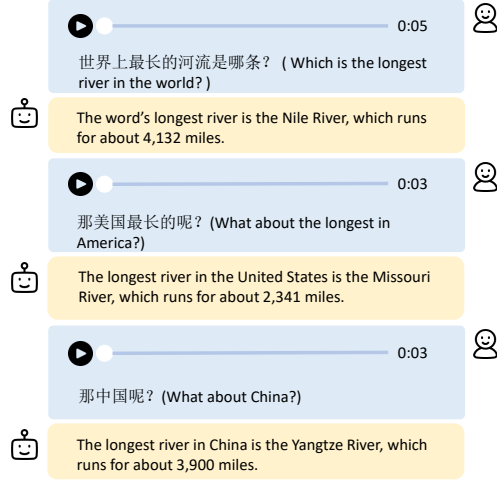 0:05
世界上最长的河流是哪条？ ( Which is the longest
river in the world? )
The word's longest river is the Nile River, which runs
for about 4,132 miles.
0:03
那美国最长的呢？(What about the longest in
America?)
The longest river in the United States is the Missouri
River, which runs for about 2,341 miles.
0:03
那中国呢？(What about China?)
The longest river in China is the Yangtze River, which
runs for about 3,900 miles.